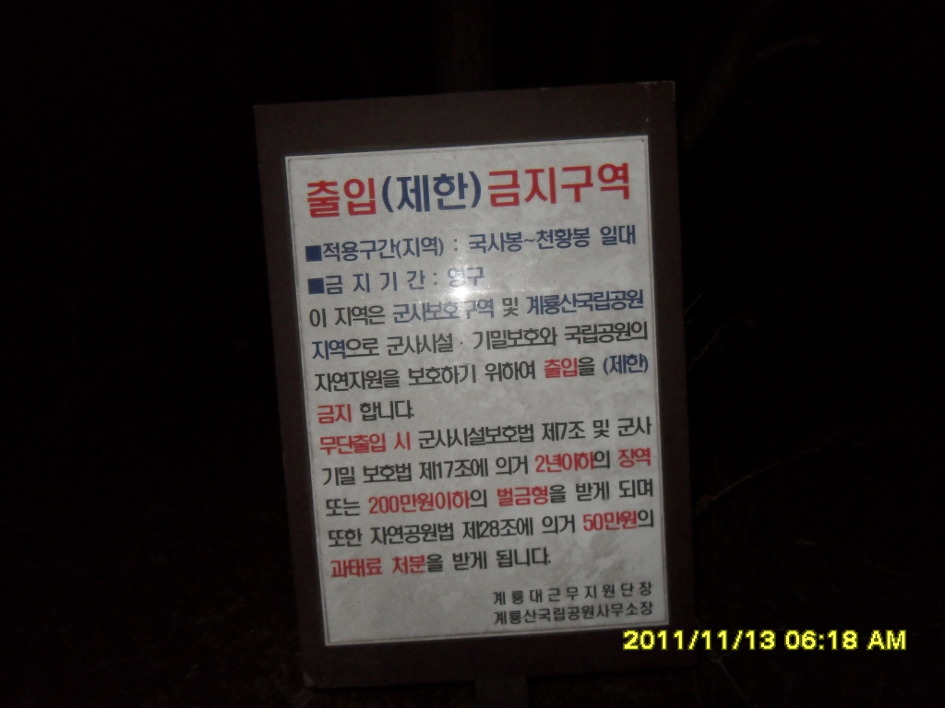 출입(제한)금지구역
■적용구간(지역) : 국사봉~천황봉 일대
■금 지 기 간 : 영구
이 지역은 군사보호구역 및 계룡산국립공원
지역으로 군사시설 · 기밀보호와 국립공원의
자연자원을 보호하기 위하여 출입을 (제한)
금지 합니다.
무단출입 시 군사시설보호법 제7조 및 군사
기밀 보호법 제17조에 의거 2년이하의 징역
또는 200만원이하의 벌금형을 받게 되며
또한 자연공원법 제28조에 의거 50만원의
과태료 처분을 받게 됩니다.
계룡대근무지원단장
계룡산국립공원사무소장
2011/11/13 06:18 AM